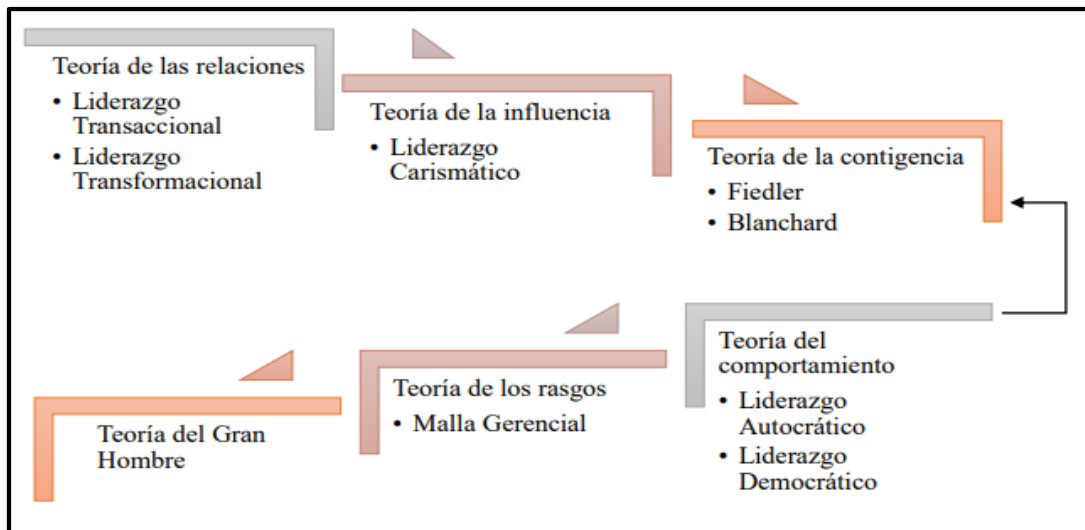 Teoría de las relaciones
• Liderazgo
Transaccional
• Liderazgo
Transformacional
Teoría de la influencia
• Liderazgo
Carismático
Teoría de la contigencia
• Fiedler
• Blanchard
Teoría del Gran
Hombre
Teoría de los rasgos
• Malla Gerencial
Teoría del
comportamiento
• Liderazgo
Autocrático
• Liderazgo
Democrático